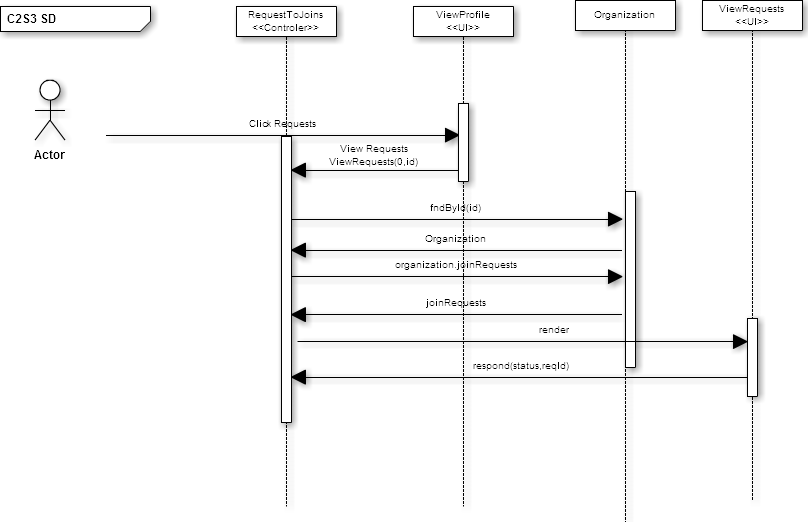 C2S3 SD
RequestToJoins
<<Controler>>
ViewProfile
<<UI>>
Organization
ViewRequests
<<UI>>
Actor
Click Requests
View Requests
ViewRequests(0,id)
fndById(id)
Organization
organization.joinRequests
joinRequests
render
respond(status,reqId)